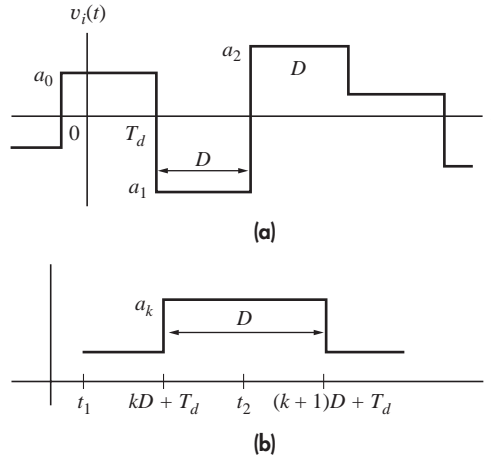 v_i(t)
a_0
a_2
D
0
T_d
D
a_1
(a)
a_k
D
t_1
kD + T_d
t_2
(k + 1)D + T_d
(b)